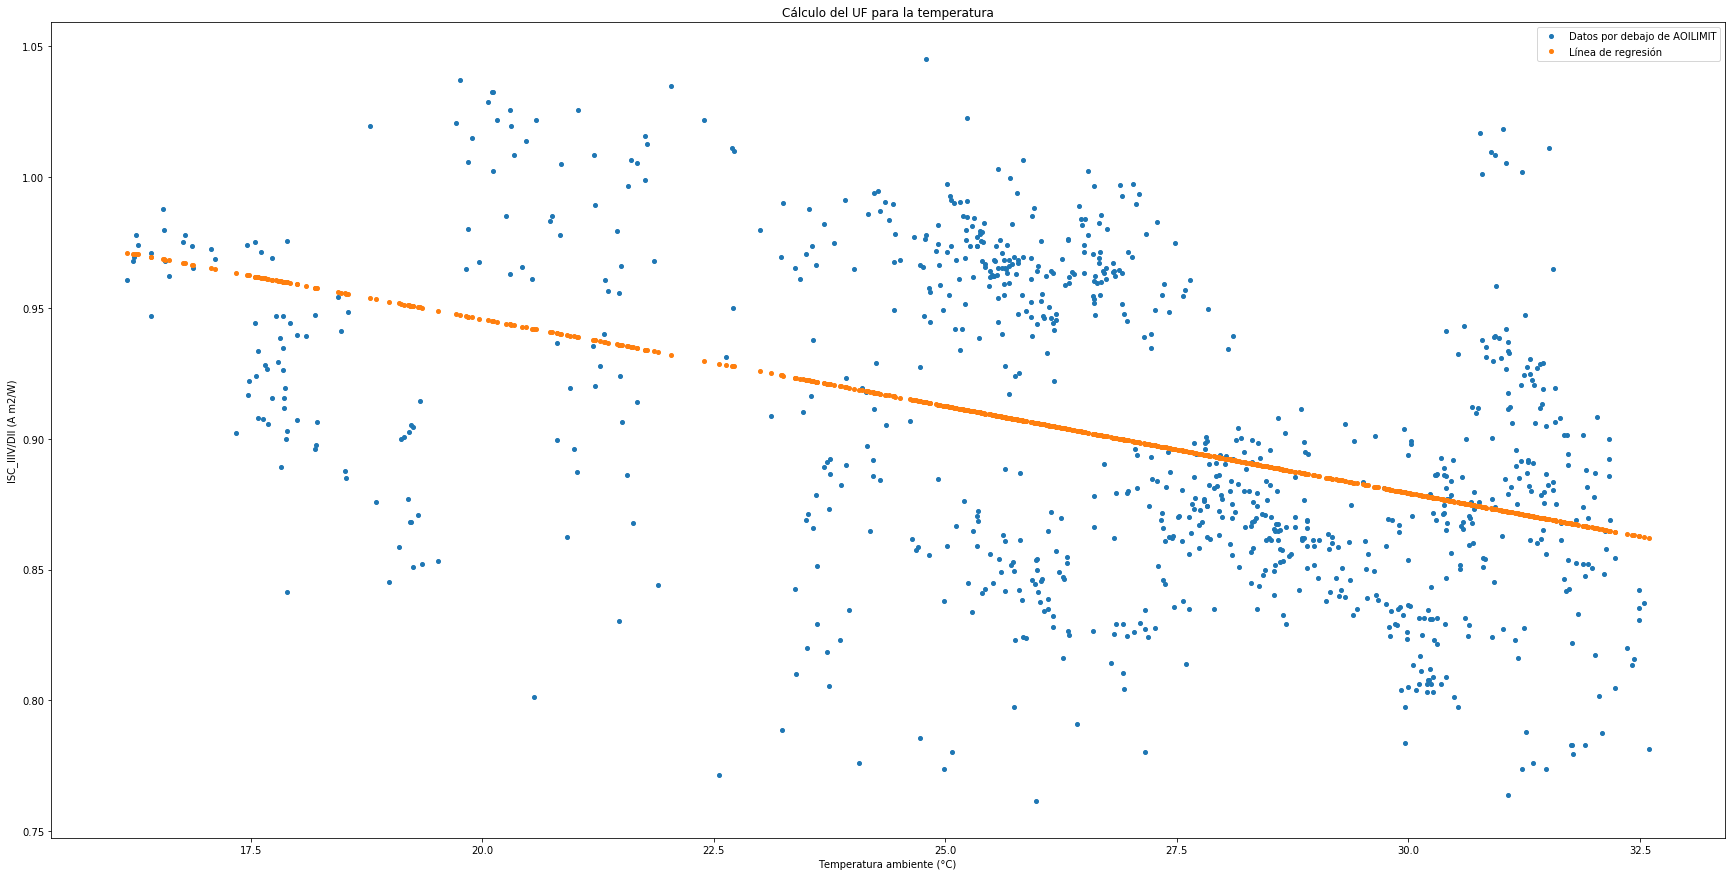 Cálculo del UF para la temperatura
Datos por debajo de AOILIMIT
Línea de regresión
ISC_IIIV/DII (A m2/W)
1.05
1.00
0.95
0.90
0.85
0.80
0.75
17.5
20.0
22.5
25.0
27.5
30.0
32.5
Temperatura ambiente (°C)